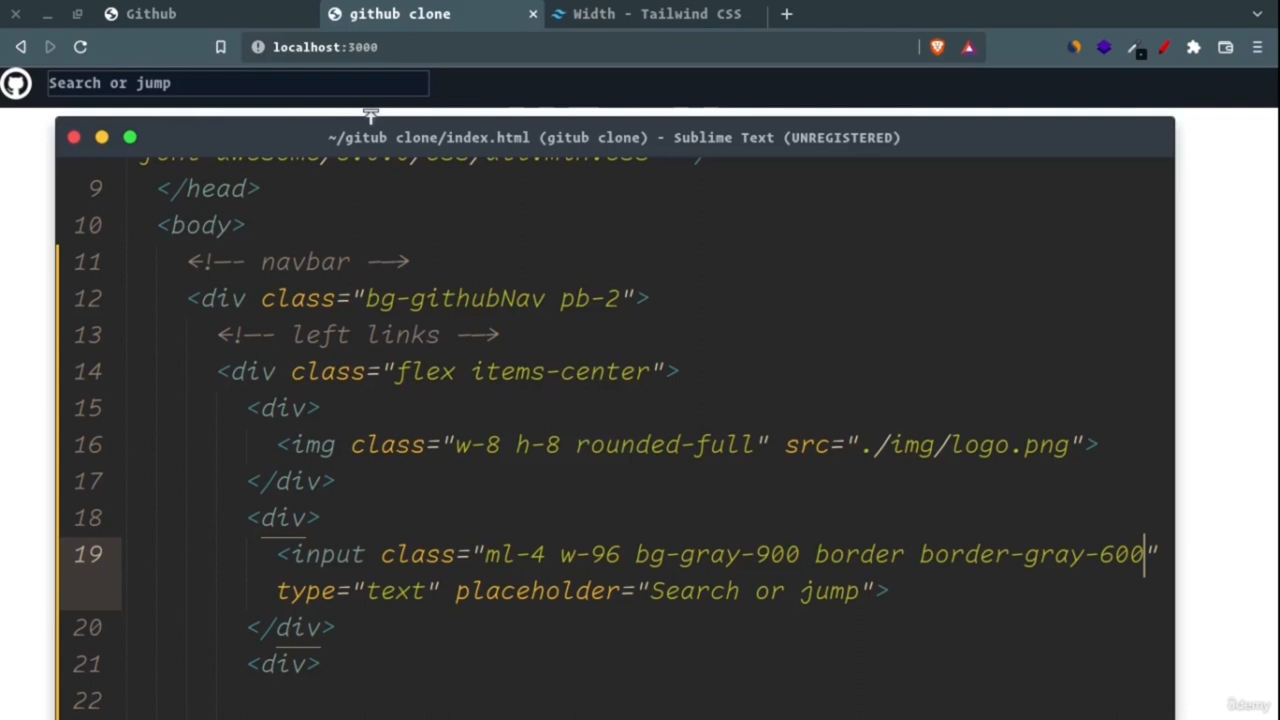 Github
github clone
Width - Tailwind CSS
localhost:3000
Search or jump
~/gitub clone/index.html (gitub clone) - Sublime Text (UNREGISTERED)
9 </head>
10 <body>
11 <!-- navbar -->
12 <div class="bg-githubNav pb-2">
13 <!-- left links -->
14 <div class="flex items-center">
15 <div>
16 <img class="w-8 h-8 rounded-full" src="./img/logo.png">
17 </div>
18 <div>
19 <input class="ml-4 w-96 bg-gray-900 border border-gray-600"
type="text" placeholder="Search or jump">
20 </div>
21 <div>
22
ûdemy